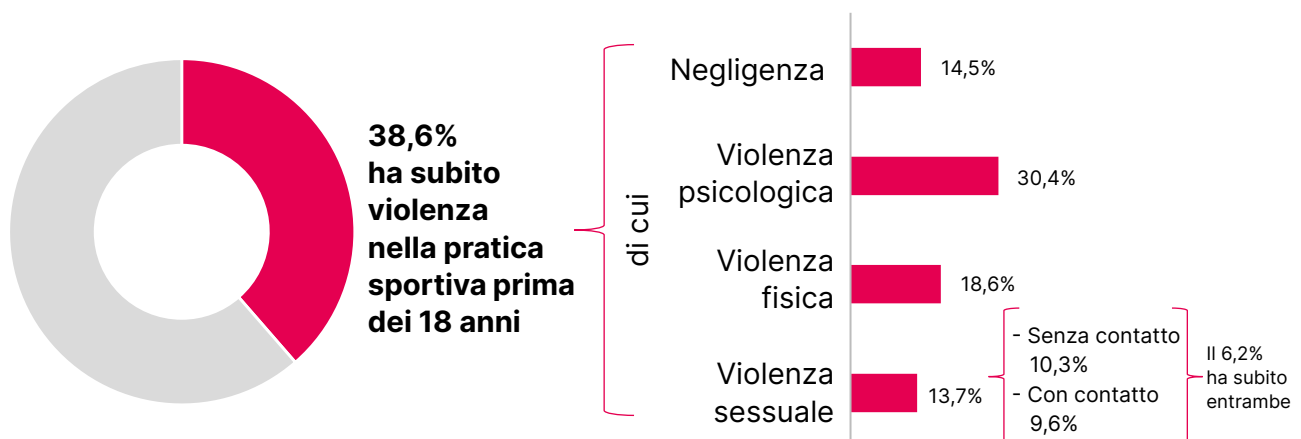 38,6%
ha subito
violenza
nella pratica
sportiva prima
dei 18 anni
di cui
Negligenza
14,5%
Violenza
psicologica
30,4%
Violenza
fisica
18,6%
Violenza
sessuale
13,7%
- Senza contatto
10,3%
- Con contatto
9,6%
Il 6,2%
ha subito
entrambe